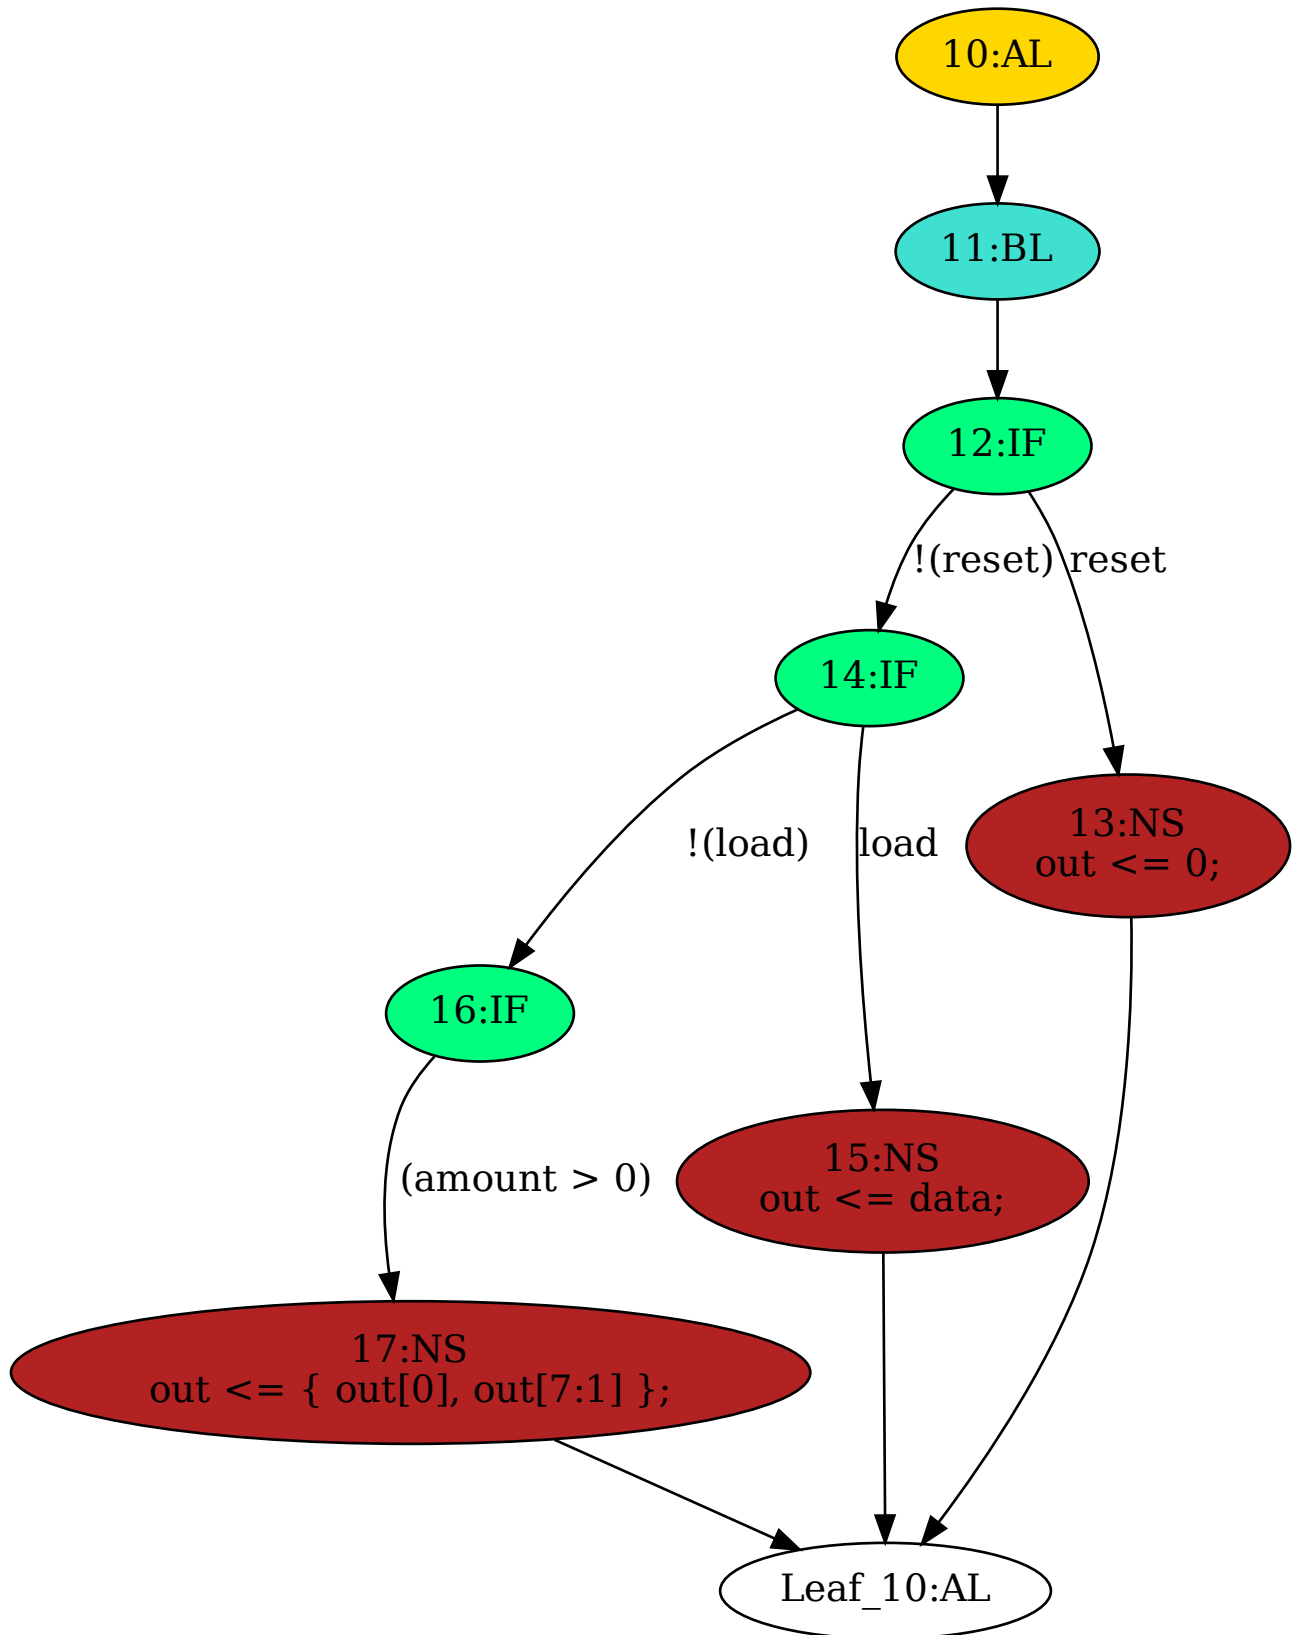 10:AL
11:BL
12:IF
!(reset)
reset
14:IF
!(load)
load
13:NS
out <= 0;
16:IF
(amount > 0)
15:NS
out <= data;
17:NS
out <= { out[0], out[7:1] };
Leaf_10:AL